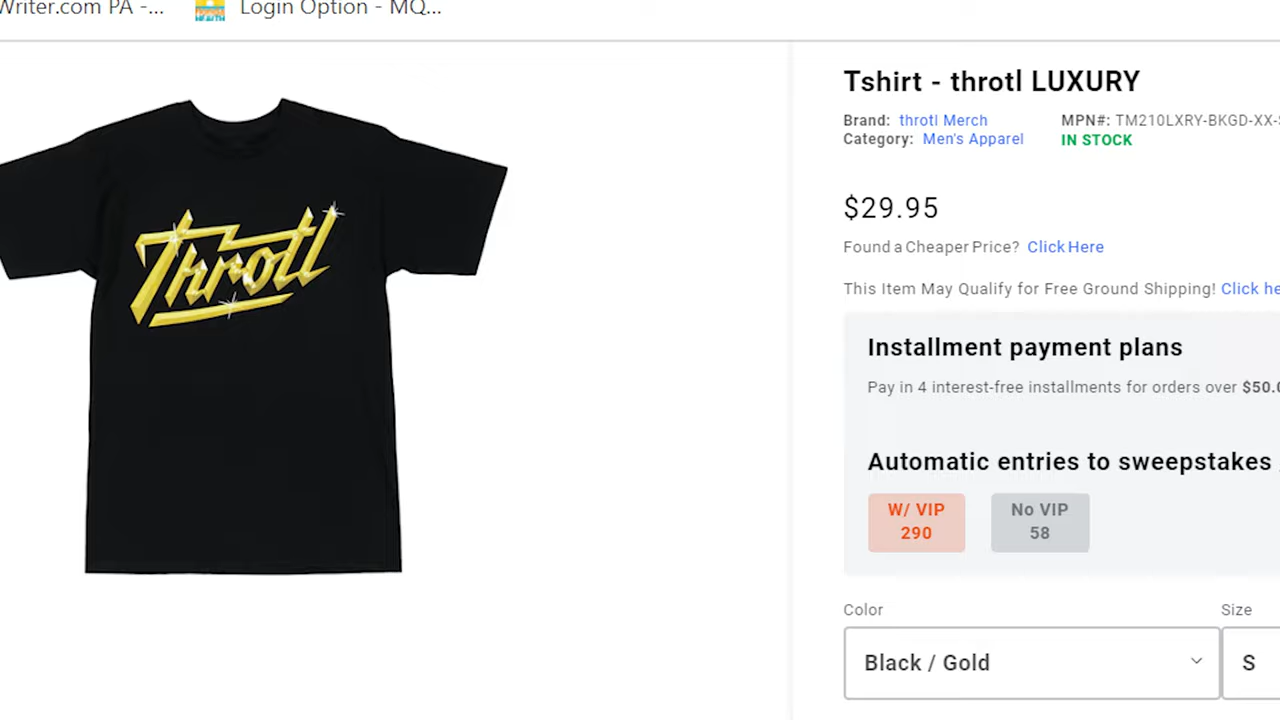 Writer.com PA -...
Login Option - MQ...
HEALTH
Throtl
Tshirt - throtl LUXURY
Brand: throtl Merch
MPN#: TM210LXRY-BKGD-XX-
Category: Men's Apparel
IN STOCK
$29.95
Found a Cheaper Price? Click Here
This Item May Qualify for Free Ground Shipping! Click he
Installment payment plans
Pay in 4 interest-free installments for orders over $50.0
Automatic entries to sweepstakes
W/ VIP
290
No VIP
58
Color
Size
Black / Gold
S